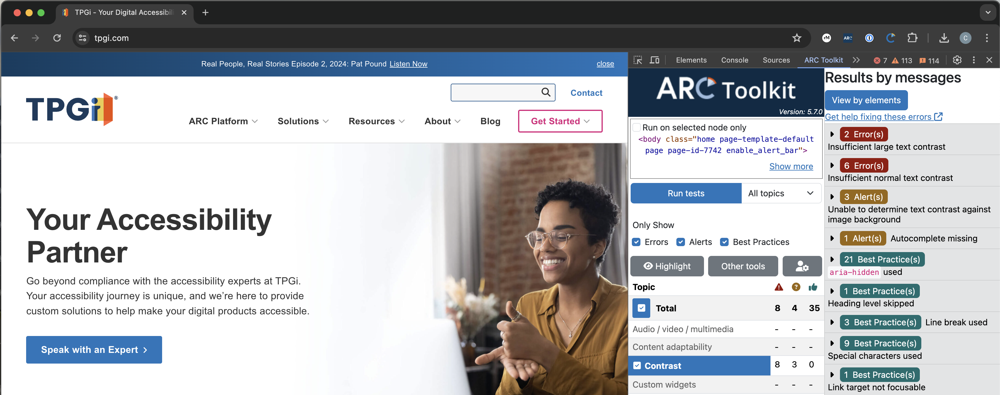 TPGi - Your Digital Accessibil
tpgi.com
rM
ARC
C
Real People, Real Stories Episode 2, 2024: Pat Pound Listen Now
close
TPGi®
Contact
ARC Platform
Solutions
Resources
About
Blog
Get Started
Your Accessibility
Partner
Go beyond compliance with the accessibility experts at TPGi.
Your accessibility journey is unique, and we’re here to provide
custom solutions to help make your digital products accessible.
Speak with an Expert
Elements
Console
Sources
ARC Toolkit
7
113
114
ARC Toolkit
Version: 5.7.0
Run on selected node only
<body class="home page-template-default
page page-id-7742 enable_alert_bar">
Show more
Run tests
All topics
Only Show
Errors
Alerts
Best Practices
Highlight
Other tools
Topic
Total 8 4 35
Audio / video / multimedia - - -
Content adaptability - - -
Contrast 8 3 0
Custom widgets - - -
Results by messages
View by elements
Get help fixing these errors
2 Error(s)
Insufficient large text contrast
6 Error(s)
Insufficient normal text contrast
3 Alert(s)
Unable to determine text contrast against
image background
1 Alert(s) Autocomplete missing
21 Best Practice(s)
aria-hidden used
1 Best Practice(s)
Heading level skipped
3 Best Practice(s) Line break used
9 Best Practice(s)
Special characters used
1 Best Practice(s)
Link target not focusable